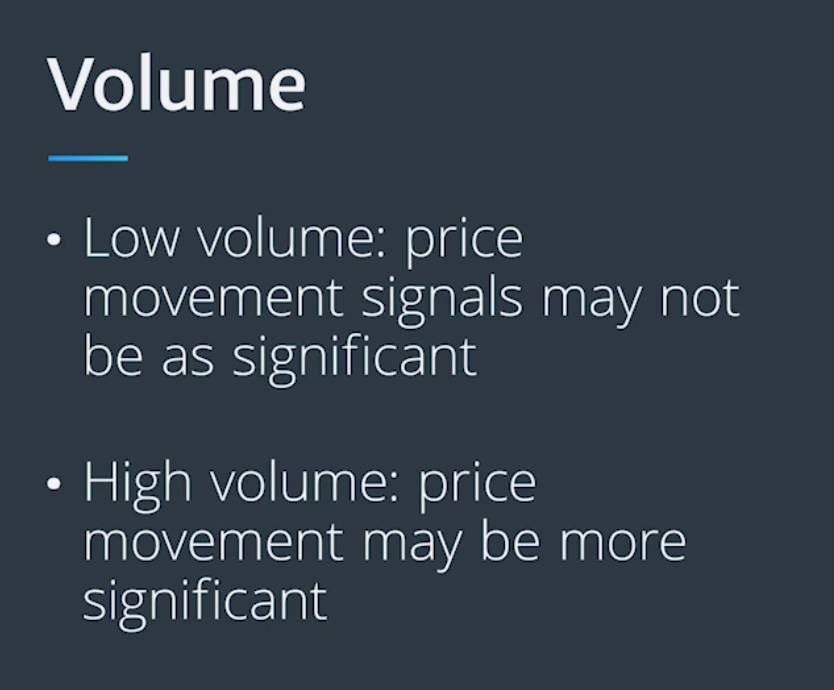 Volume
• Low volume: price
movement signals may not
be as significant
• High volume: price
movement may be more
significant